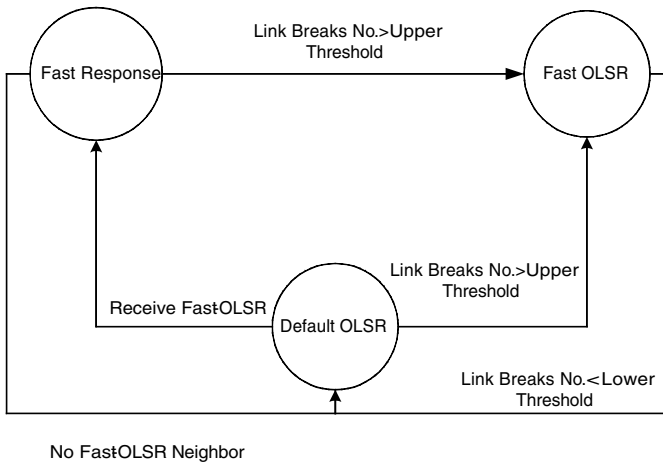 Link Breaks No.>Upper
Threshold
Fast Response
Fast OLSR
Link Breaks No.>Upper
Threshold
Receive Fast-OLSR
Default OLSR
Link Breaks No.<Lower
Threshold
No Fast-OLSR Neighbor